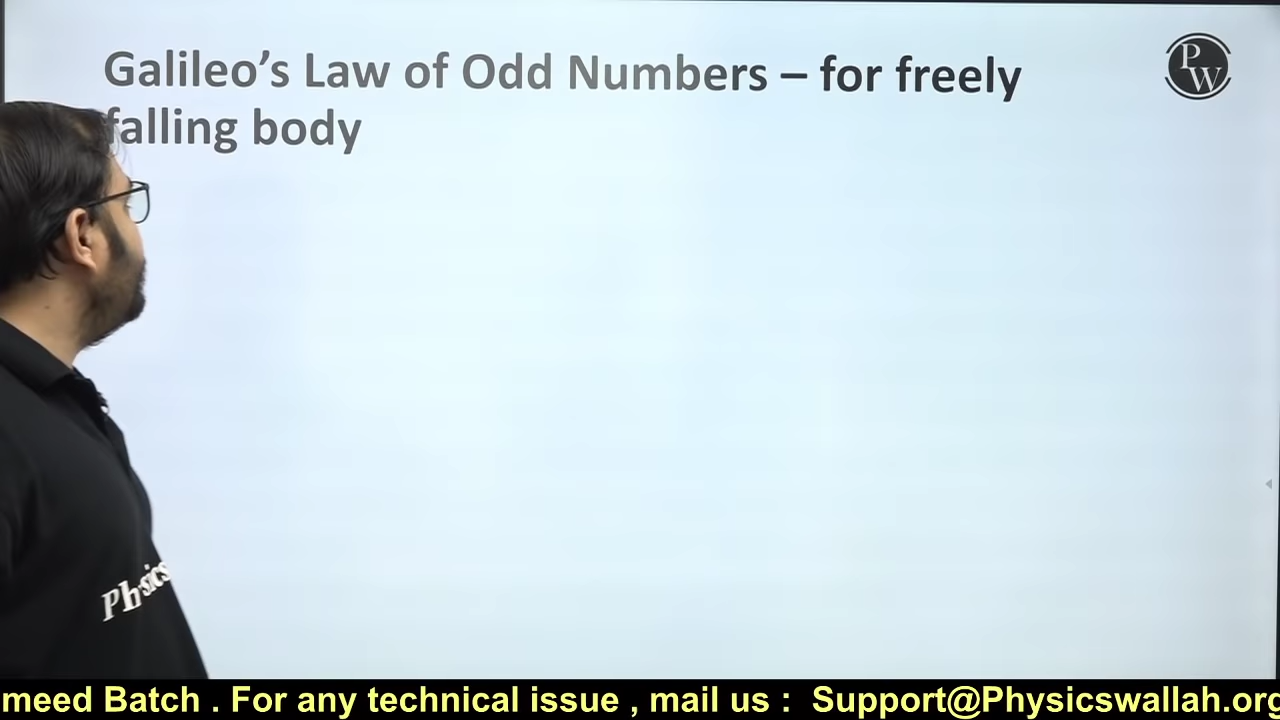 Galileo’s Law of Odd Numbers – for freely
falling body
PW
Physics
meed Batch . For any technical issue , mail us :  Support@Physicswallah.org